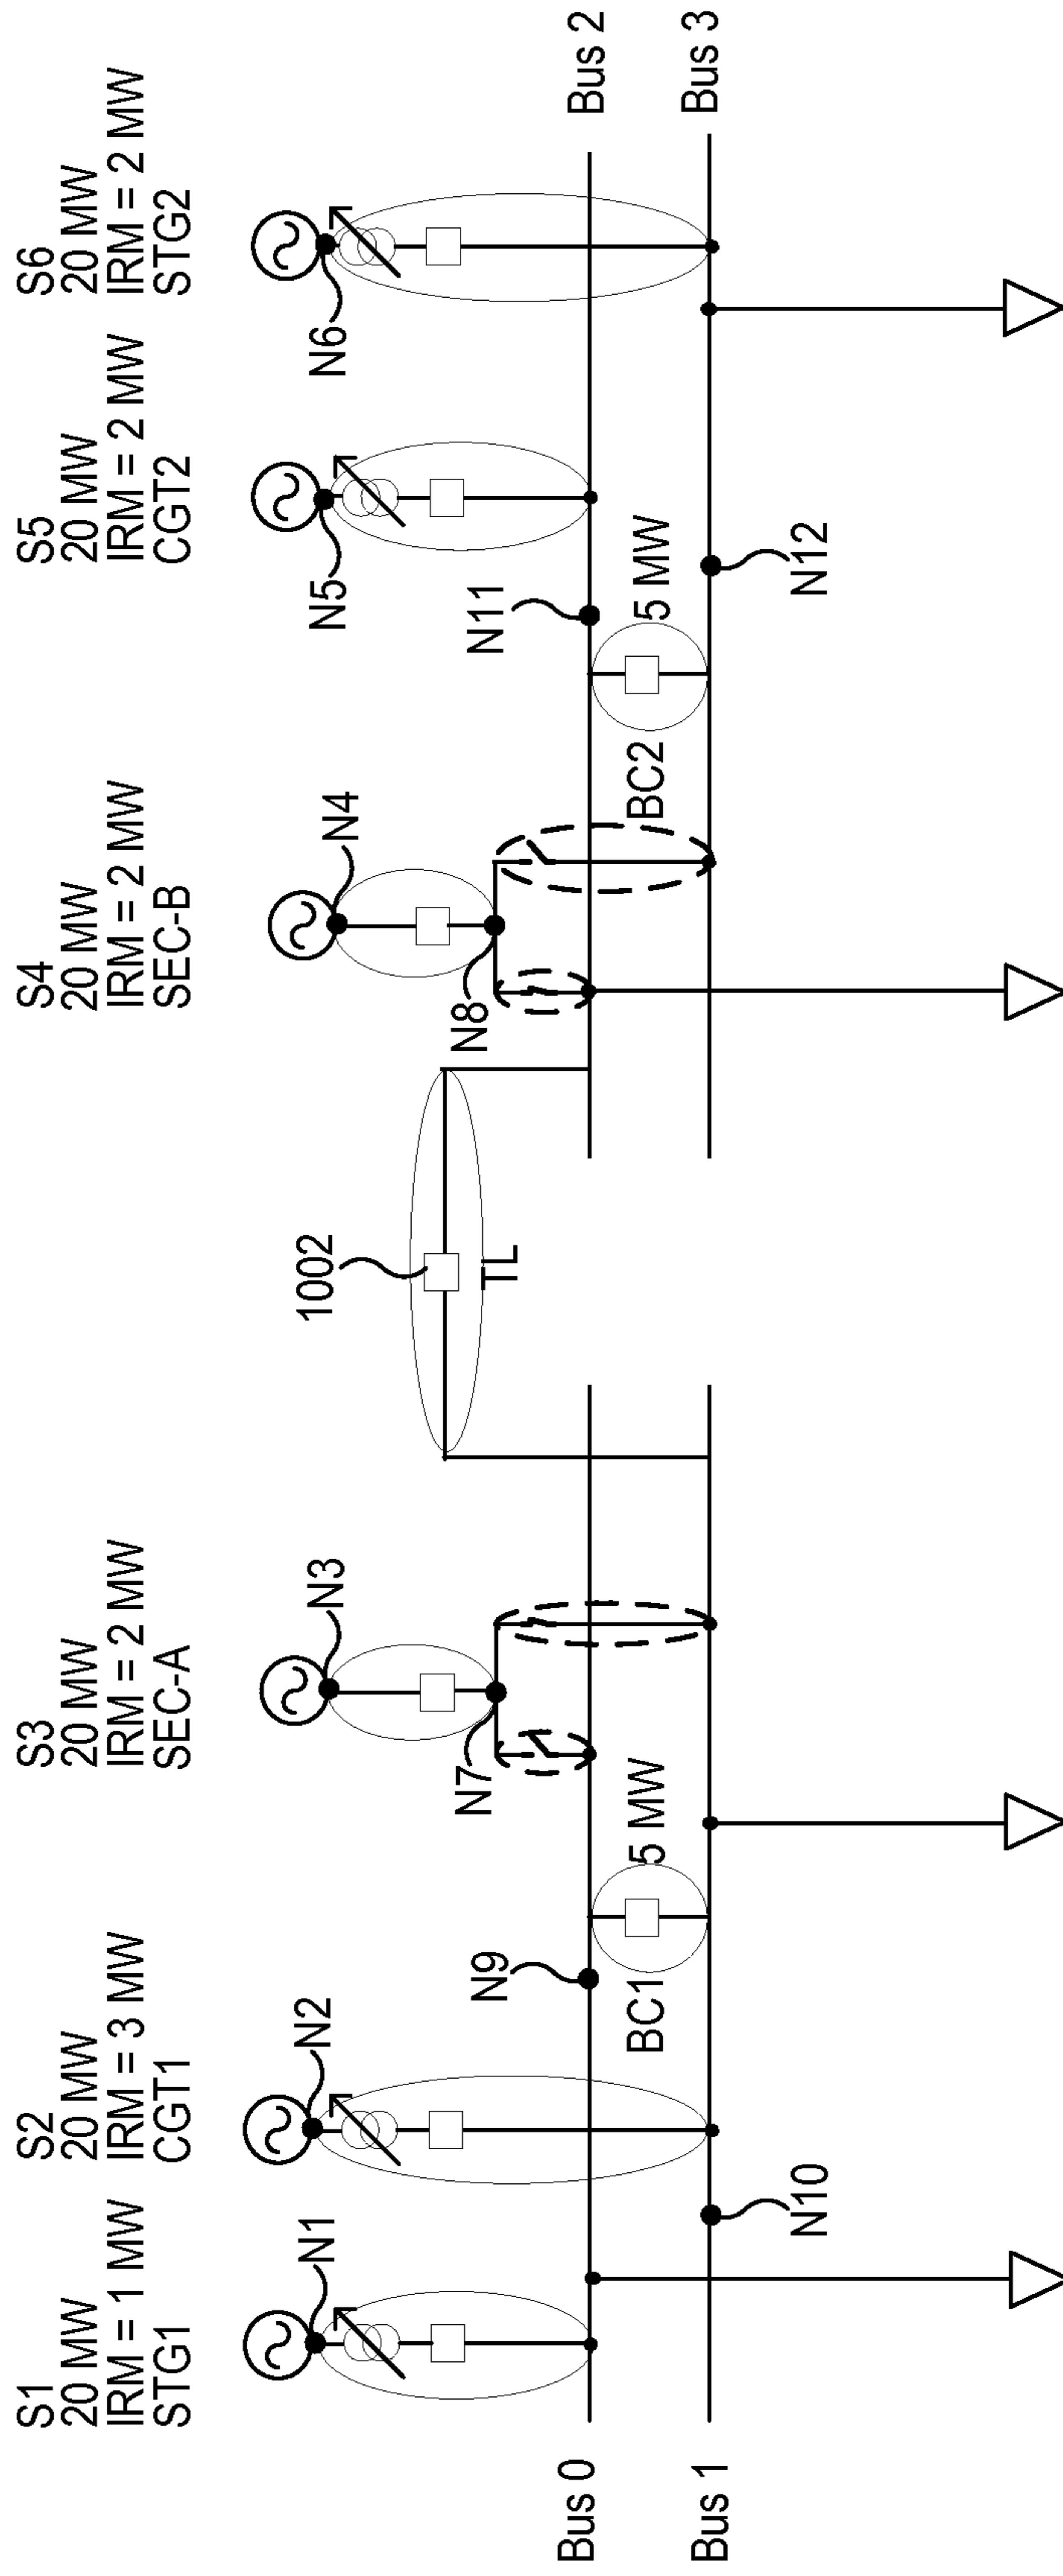 S1
20 MW
IRM = 1 MW
STG1
S2
20 MW
IRM = 3 MW
CGT1
S3
20 MW
IRM = 2 MW
SEC-A
S4
20 MW
IRM = 2 MW
SEC-B
S5
20 MW
IRM = 2 MW
CGT2
S6
20 MW
IRM = 2 MW
STG2
N1
N2
N3
N4
N5
N6
1002
TL
N7
N8
N9
N11
Bus 0
Bus 2
BC1
5 MW
BC2
5 MW
Bus 1
Bus 3
N10
N12